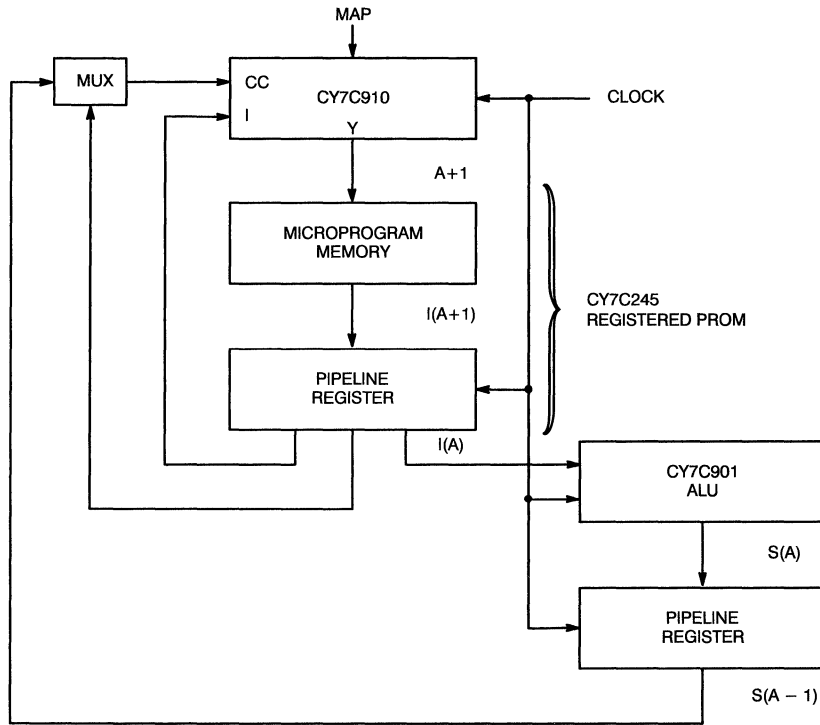 MAP
MUX
CC
CY7C910
CLOCK
I
Y
A+1
MICROPROGRAM
MEMORY
CY7C245
REGISTERED PROM
I(A+1)
PIPELINE
REGISTER
I(A)
CY7C901
ALU
S(A)
PIPELINE
REGISTER
S(A − 1)